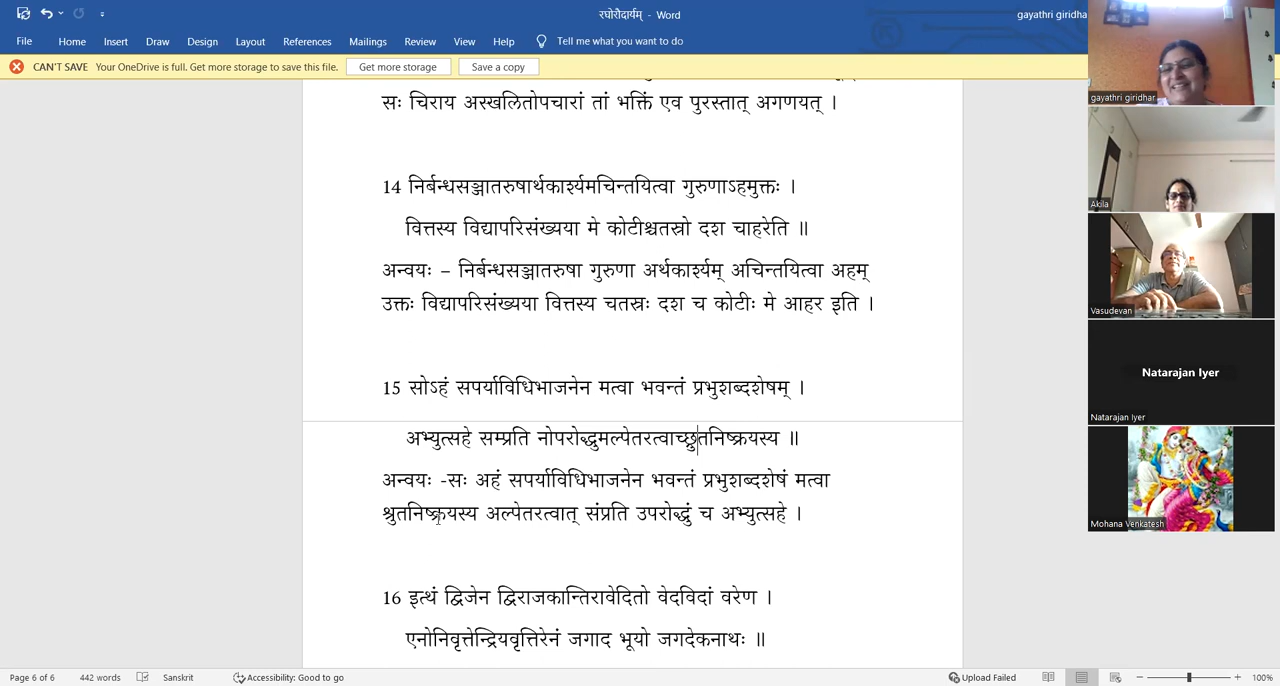 रघोरौदार्यम् - Word
gayathri giridha
File Home Insert Draw Design Layout References Mailings Review View Help Tell me what you want to do
CAN'T SAVE Your OneDrive is full. Get more storage to save this file. Get more storage Save a copy
सः चिराय अस्खलितोपचारां तां भक्तिं एव पुरस्तात् अगणयत् ।
14 निर्बन्धसञ्जातरुषार्थकार्श्यमचिन्तयित्वा गुरुणाऽहमुक्तः ।
वित्तस्य विद्यापरिसंख्यया मे कोटीश्चतस्रो दश चाहरेति ॥
अन्वयः – निर्बन्धसञ्जातरुषा गुरुणा अर्थकार्श्यम् अचिन्तयित्वा अहम्
उक्तः विद्यापरिसंख्यया वित्तस्य चतस्रः दश च कोटीः मे आहर इति ।
15 सोऽहं सपर्याविधिभाजनेन मत्वा भवन्तं प्रभुशब्दशेषम् ।
अभ्युत्सहे सम्प्रति नोपरोद्धुमल्पेतरत्वाच्छ्रुतनिष्क्रयस्य ॥
अन्वयः -सः अहं सपर्याविधिभाजनेन भवन्तं प्रभुशब्दशेषं मत्वा
श्रुतनिष्क्रयस्य अल्पेतरत्वात् संप्रति उपरोद्धुं च अभ्युत्सहे ।
16 इत्थं द्विजेन द्विराजकान्तिरावेदितो वेदविदां वरेण ।
एनोनिवृत्तेन्द्रियवृत्तिरेनं जगाद भूयो जगदेकनाथः ॥
Page 6 of 6 442 words Sanskrit Accessibility: Good to go Upload Failed 100%
gayathri giridhar
Akila
Vasudevan
Natarajan Iyer
Natarajan Iyer
Mohana Venkatesh